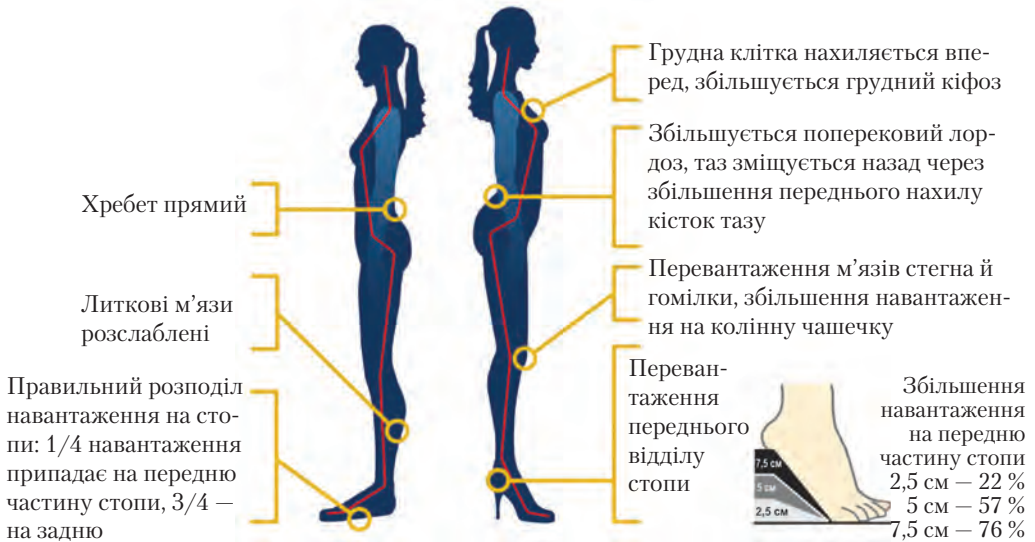 Хребет прямий
Литкові м'язи
розслаблені
Правильний розподіл
навантаження на сто-
пи: 1/4 навантаження
припадає на передню
частину стопи, 3/4 —
на задню
Грудна клітка нахиляється впе-
ред, збільшується грудний кіфоз
Збільшується поперековий лор-
доз, таз зміщується назад через
збільшення переднього нахилу
кісток тазу
Перевантаження м'язів стегна й
гомілки, збільшення навантажен-
ня на колінну чашечку
Переван-
таження
переднього
відділу
стопи
7,5 см
5 см
2,5 см
Збільшення
навантаження
на передню
частину стопи
2,5 см — 22 %
5 см — 57 %
7,5 см — 76 %